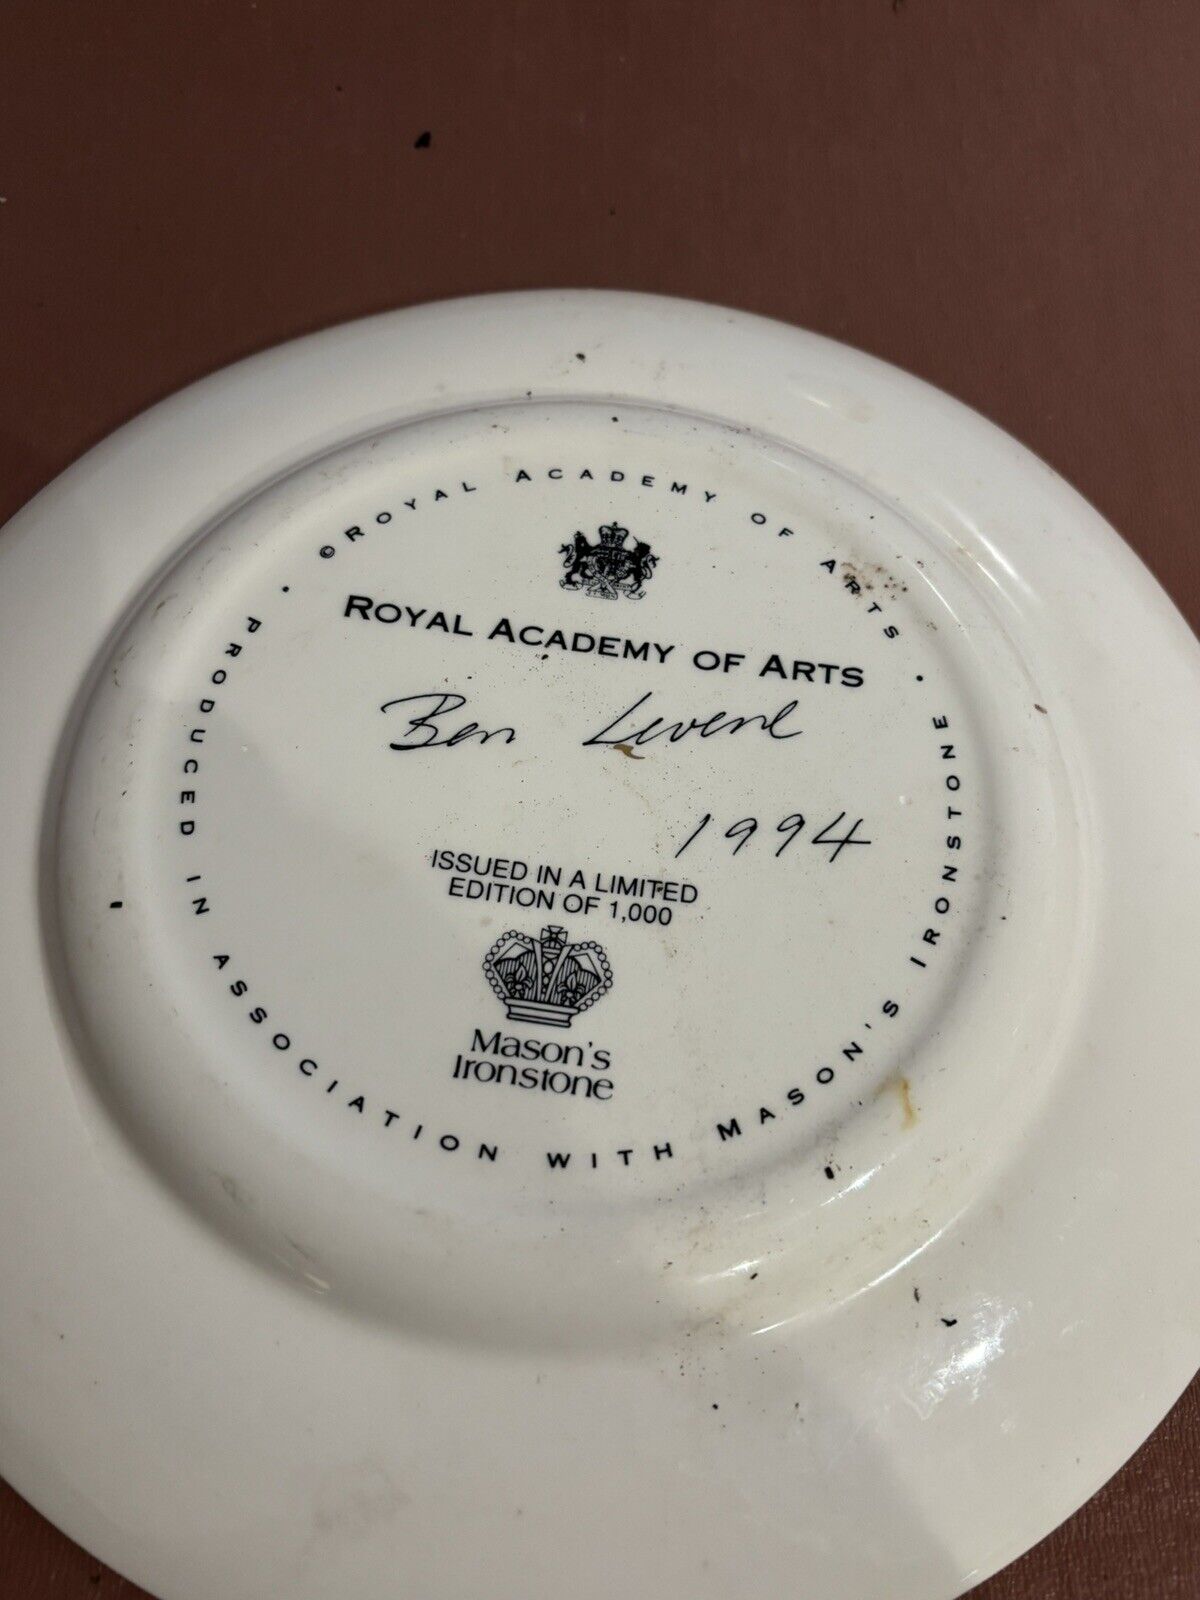 © ROYAL ACADEMY OF ARTS •
PRODUCED IN ASSOCIATION WITH MASON'S IRONSTONE •
ROYAL ACADEMY OF ARTS
Ben Levene
1994
ISSUED IN A LIMITED
EDITION OF 1,000
Mason's
Ironstone